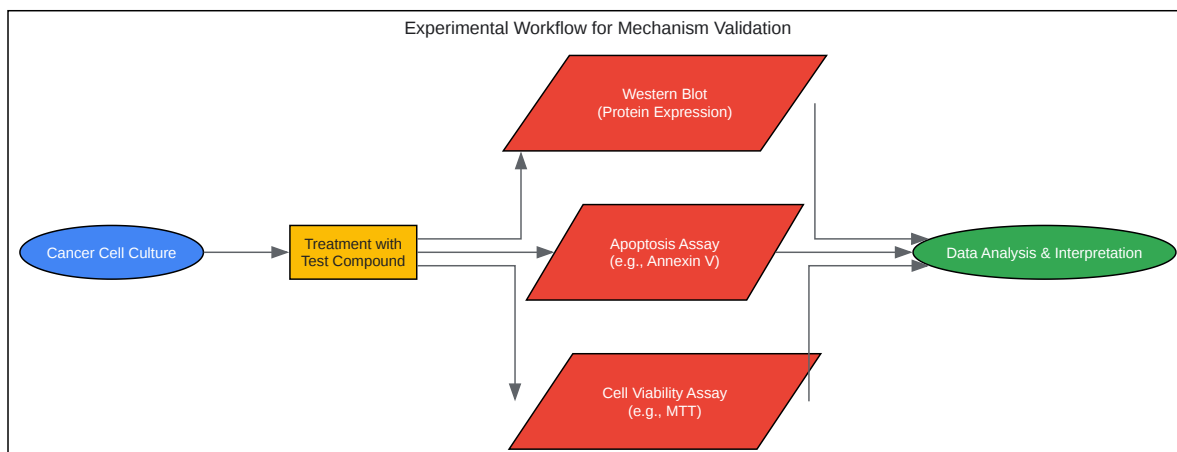 Experimental Workflow for Mechanism Validation
Western Blot
(Protein Expression)
Cancer Cell Culture
Treatment with
Test Compound
Apoptosis Assay
(e.g., Annexin V)
Data Analysis & Interpretation
Cell Viability Assay
(e.g., MTT)